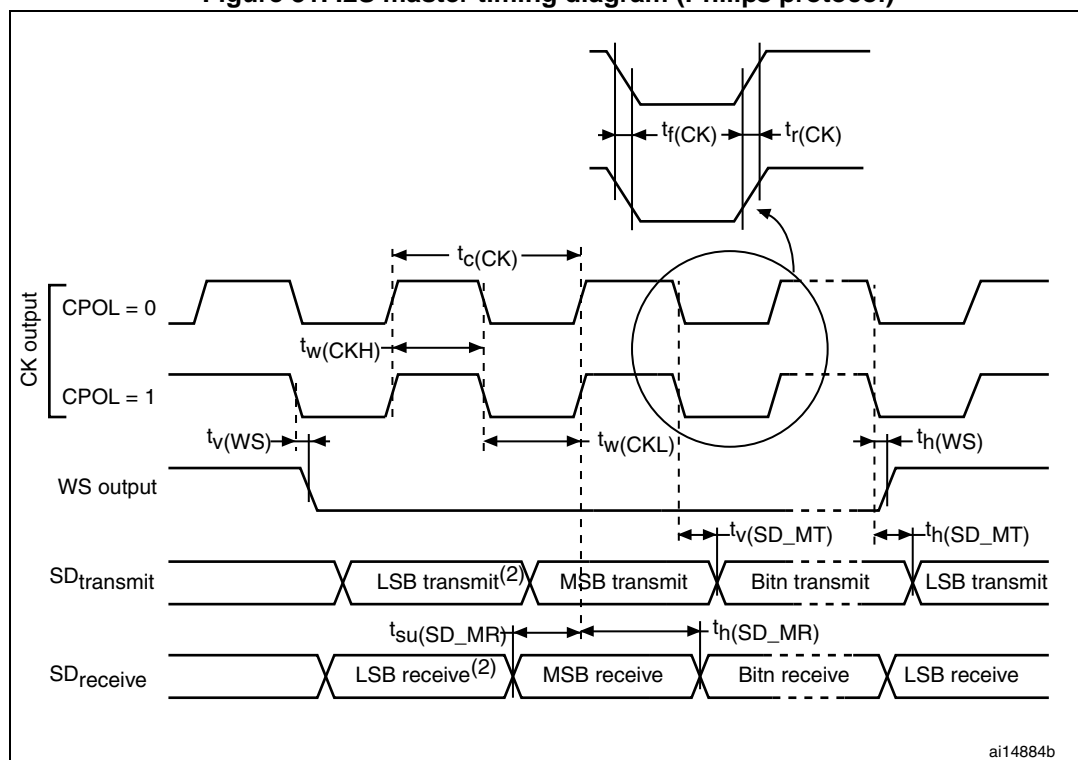 Figure 31. I2S master timing diagram (Philips protocol)
tf(CK)
tr(CK)
tc(CK)
CK output
CPOL = 0
tw(CKH)
CPOL = 1
tv(WS)
tw(CKL)
th(WS)
WS output
tv(SD_MT)
th(SD_MT)
SDtransmit
LSB transmit(2)
MSB transmit
Bitn transmit
LSB transmit
tsu(SD_MR)
th(SD_MR)
SDreceive
LSB receive(2)
MSB receive
Bitn receive
LSB receive
ai14884b